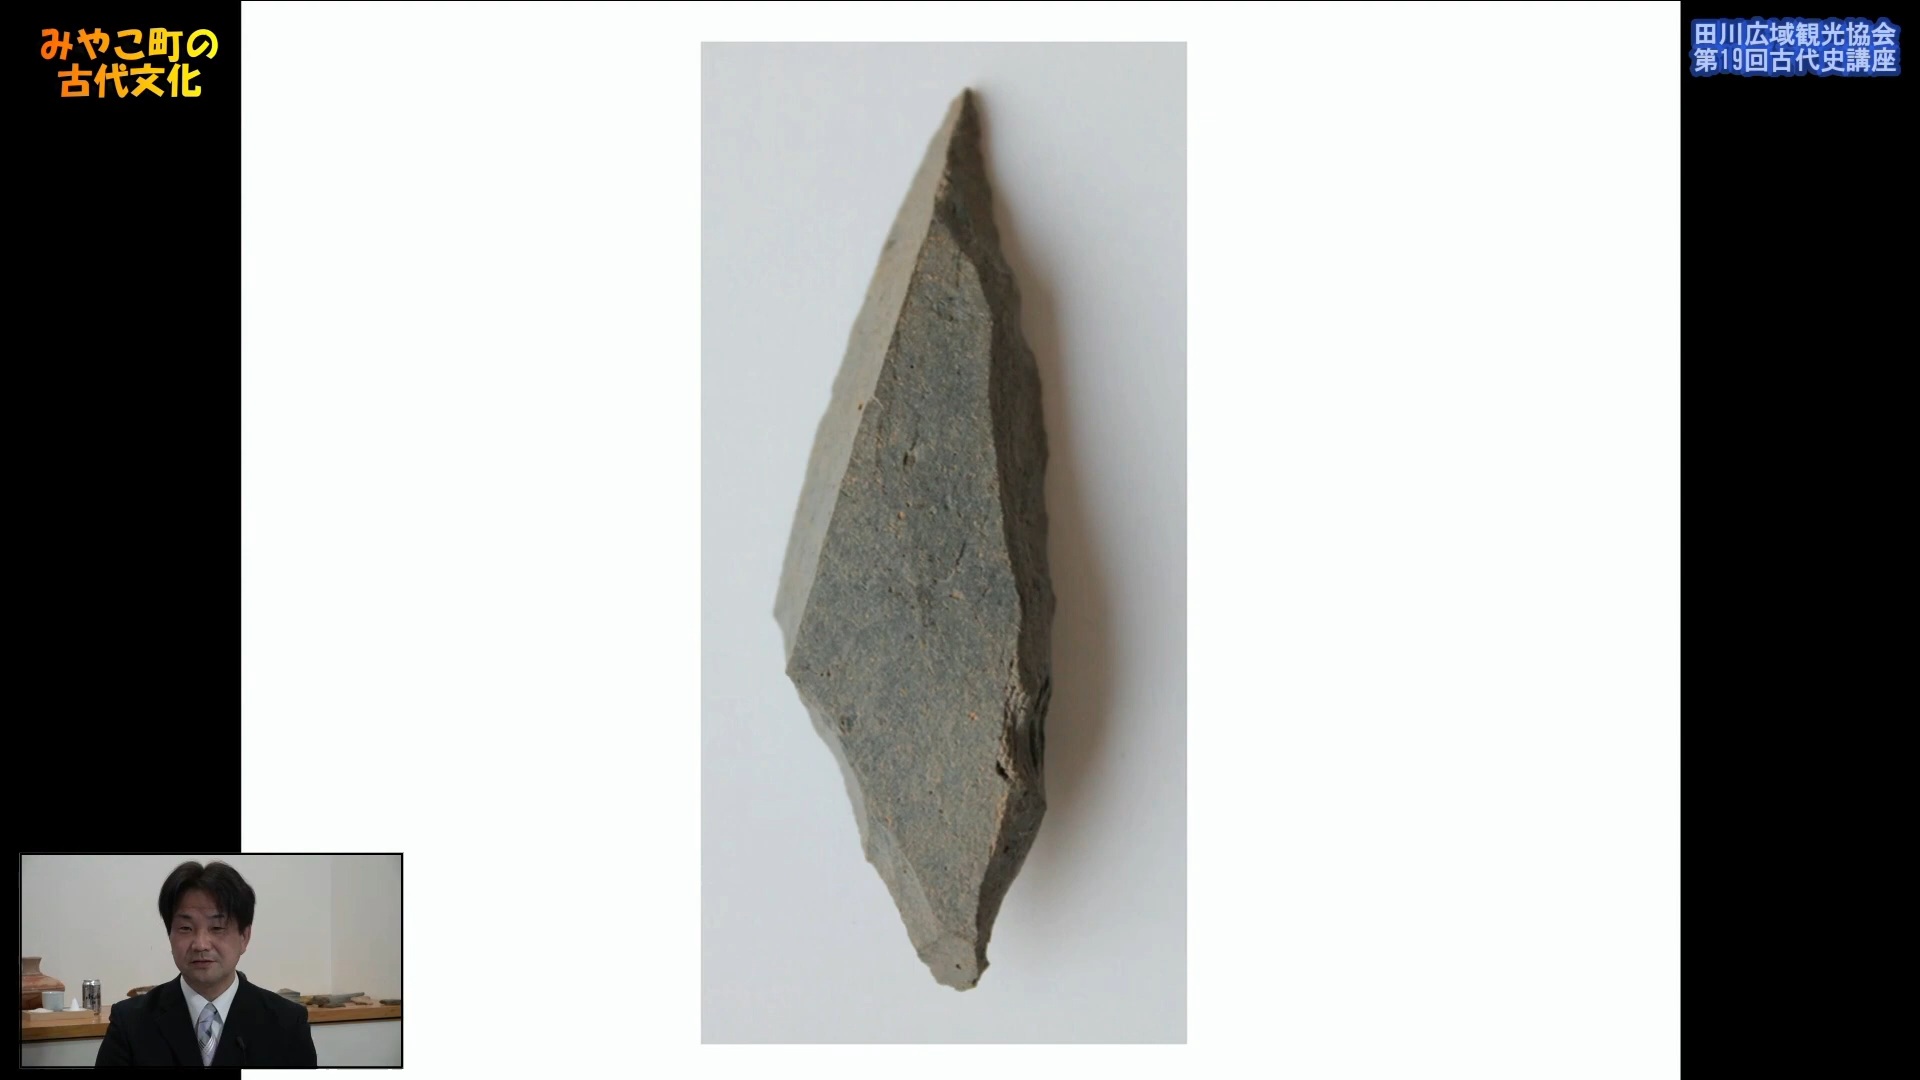 みやこ町の
古代文化
田川広域観光協会
第19回古代史講座